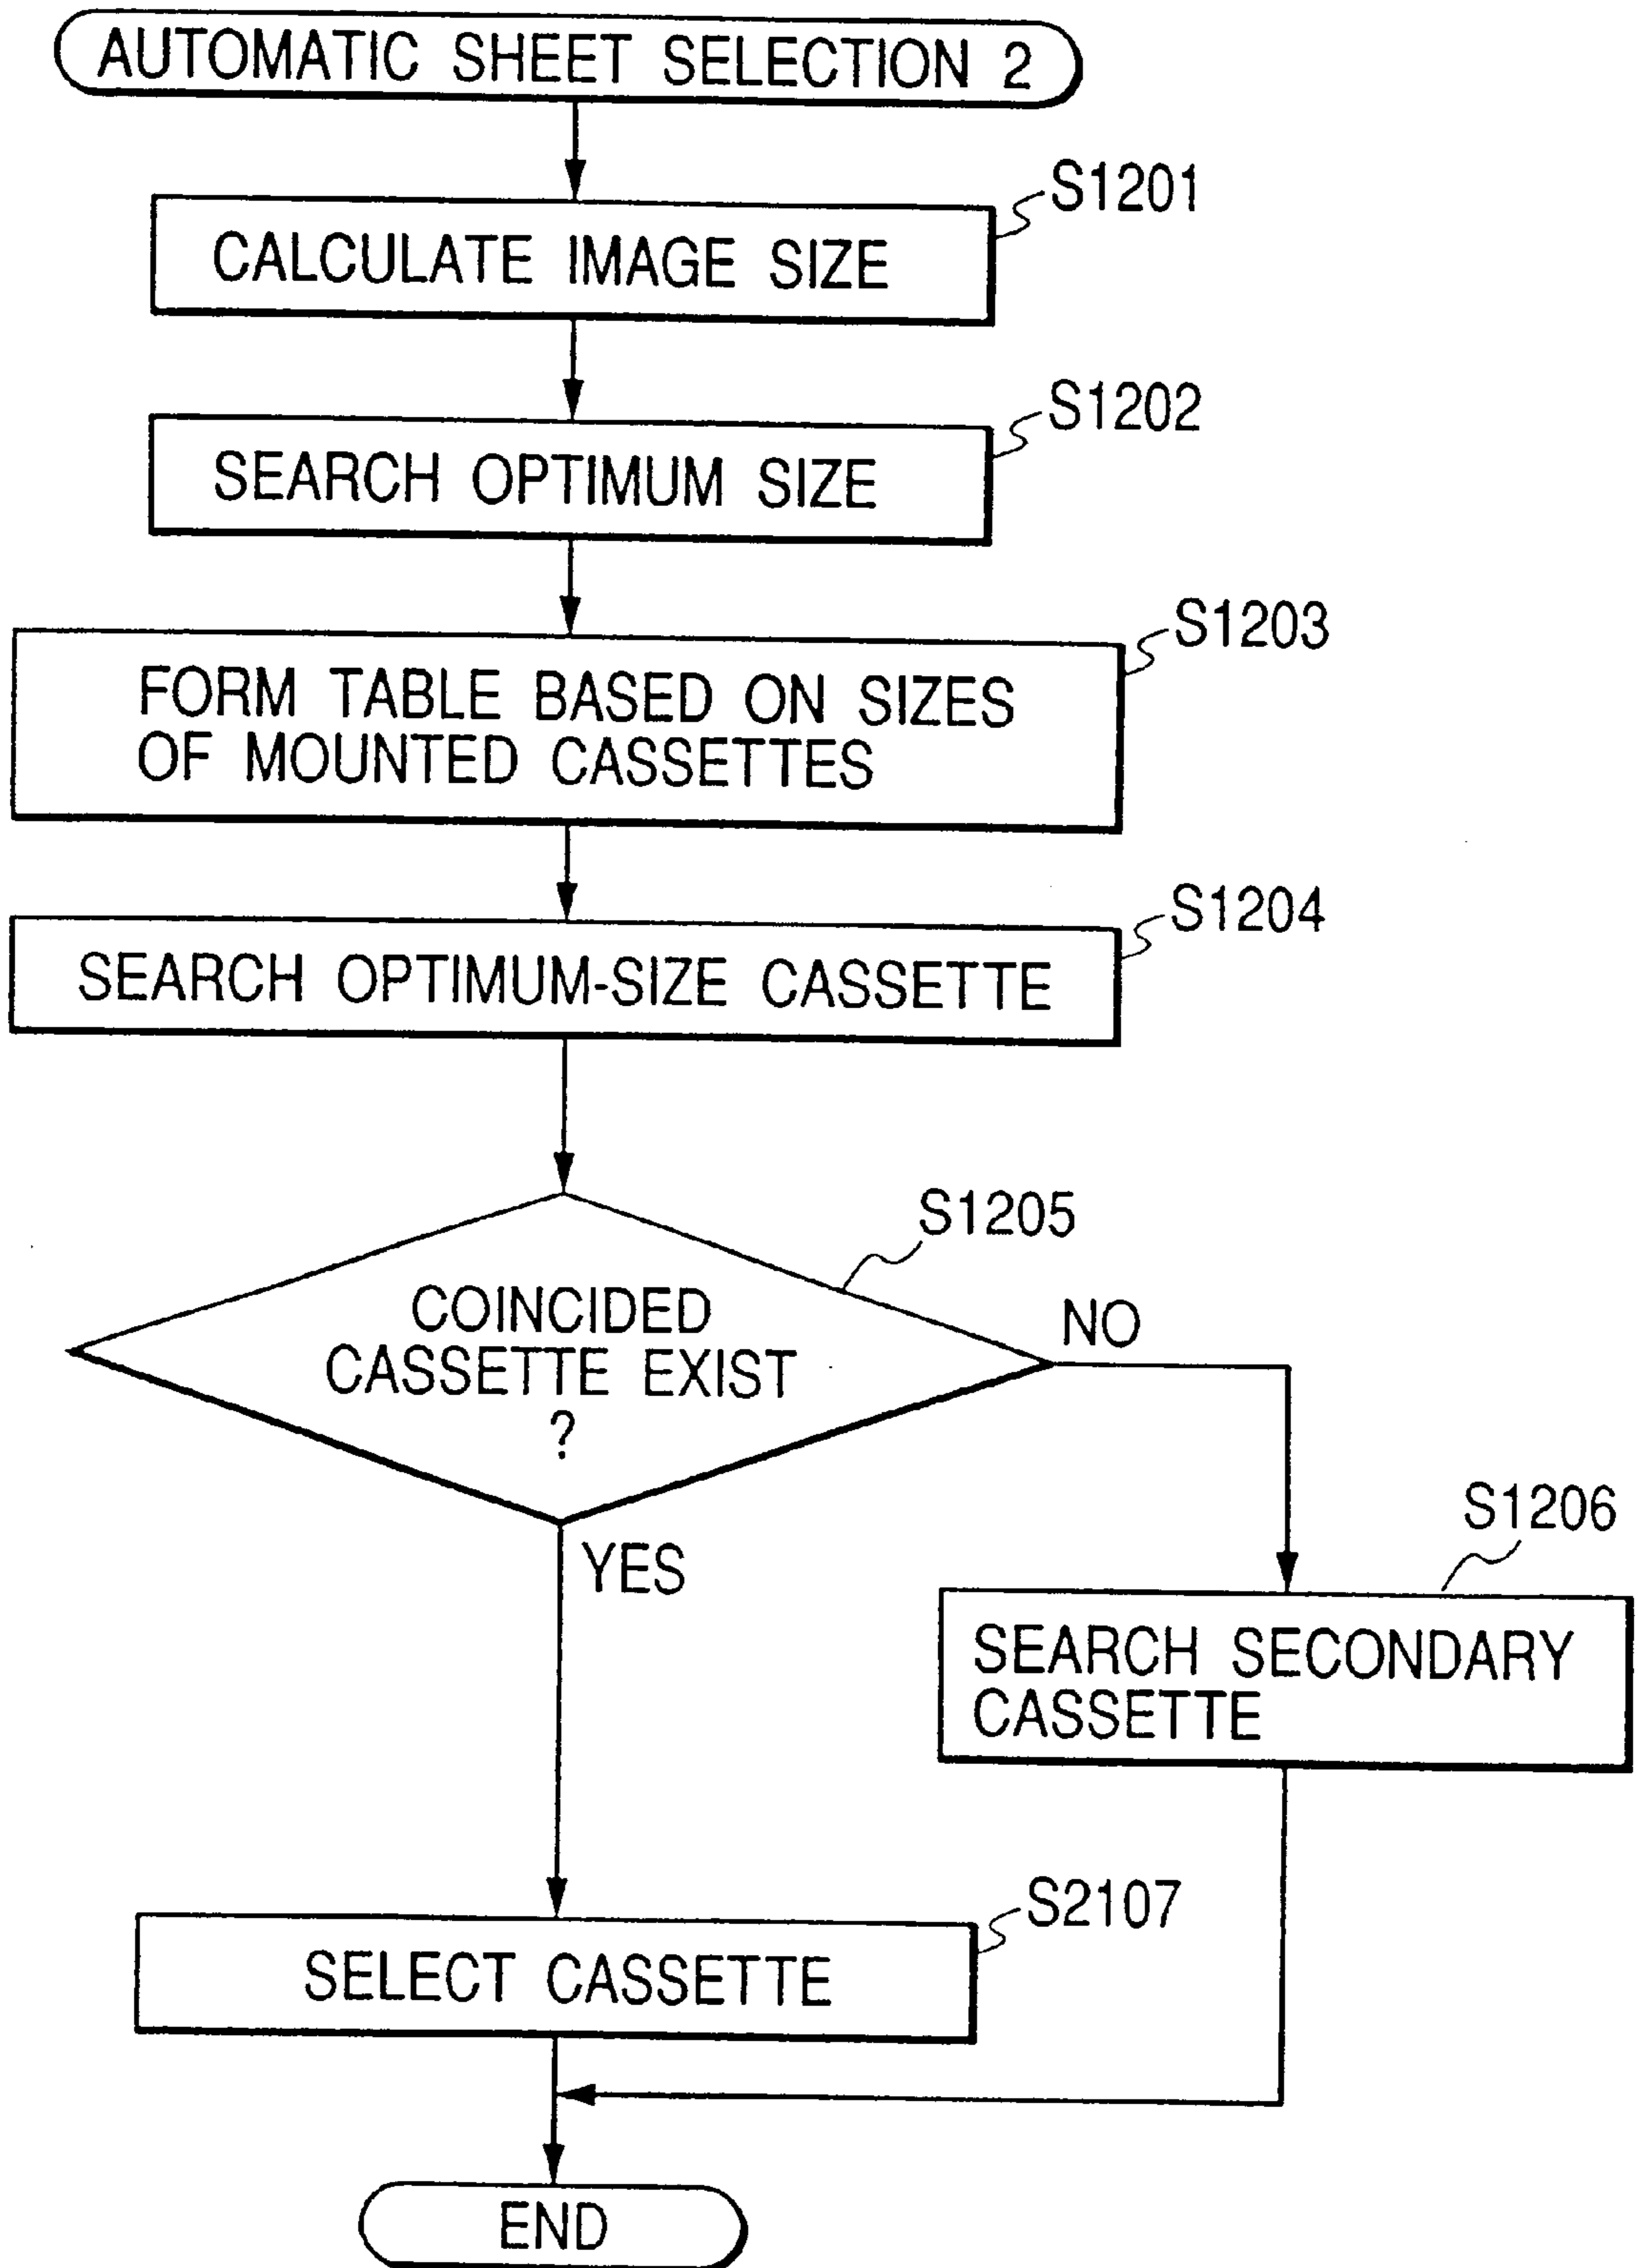 AUTOMATIC SHEET SELECTION 2
S1201
CALCULATE IMAGE SIZE
S1202
SEARCH OPTIMUM SIZE
S1203
FORM TABLE BASED ON SIZES
OF MOUNTED CASSETTES
S1204
SEARCH OPTIMUM-SIZE CASSETTE
S1205
COINCIDED
CASSETTE EXIST
?
NO
YES
S1206
SEARCH SECONDARY
CASSETTE
S2107
SELECT CASSETTE
END